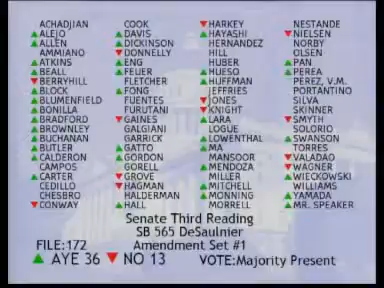 ACHADJIAN COOK ▼ HARKEY NESTANDE
▲ ALEJO ▲ DAVIS ▲ HAYASHI ▼ NIELSEN
▲ ALLEN ▲ DICKINSON HERNANDEZ NORBY
AMMIANO ▼ DONNELLY HILL OLSEN
▲ ATKINS ▲ ENG HUBER ▲ PAN
▲ BEALL ▲ FEUER ▲ HUESO ▲ PEREA
▼ BERRYHILL FLETCHER ▲ HUFFMAN PEREZ, V.M.
▲ BLOCK ▲ FONG JEFFRIES PORTANTINO
▲ BLUMENFIELD FUENTES ▼ JONES SILVA
▲ BONILLA FURUTANI ▼ KNIGHT SKINNER
▲ BRADFORD ▼ GAINES ▲ LARA ▼ SMYTH
▲ BROWNLEY GALGIANI LOGUE SOLORIO
▲ BUCHANAN GARRICK ▲ LOWENTHAL ▲ SWANSON
▲ BUTLER ▲ GATTO ▲ MA TORRES
▲ CALDERON ▲ GORDON MANSOOR ▼ VALADAO
CAMPOS GORELL ▲ MENDOZA ▼ WAGNER
▲ CARTER ▼ GROVE MILLER ▲ WIECKOWSKI
CEDILLO ▼ HAGMAN ▲ MITCHELL WILLIAMS
CHESBRO HALDERMAN ▲ MONNING ▲ YAMADA
▼ CONWAY ▲ HALL MORRELL ▲ MR. SPEAKER
Senate Third Reading
SB 565 DeSaulnier
FILE:172 Amendment Set #1
▲ AYE 36 ▼ NO 13 VOTE:Majority Present